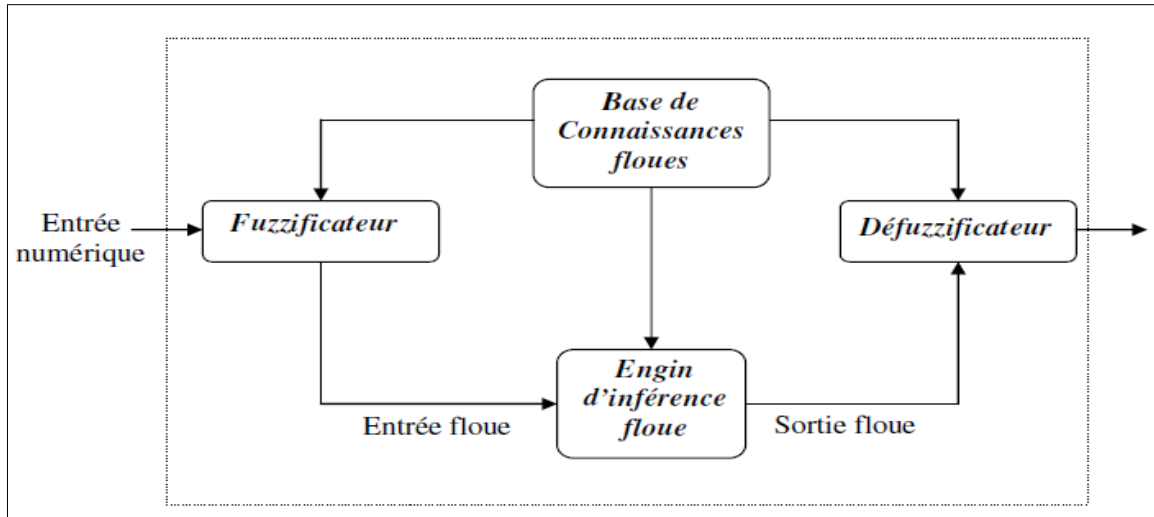 Base de
Connaissances
floues
Entrée
numérique
Fuzzificateur
Défuzzificateur
Engin
d'inférence
floue
Entrée floue
Sortie floue